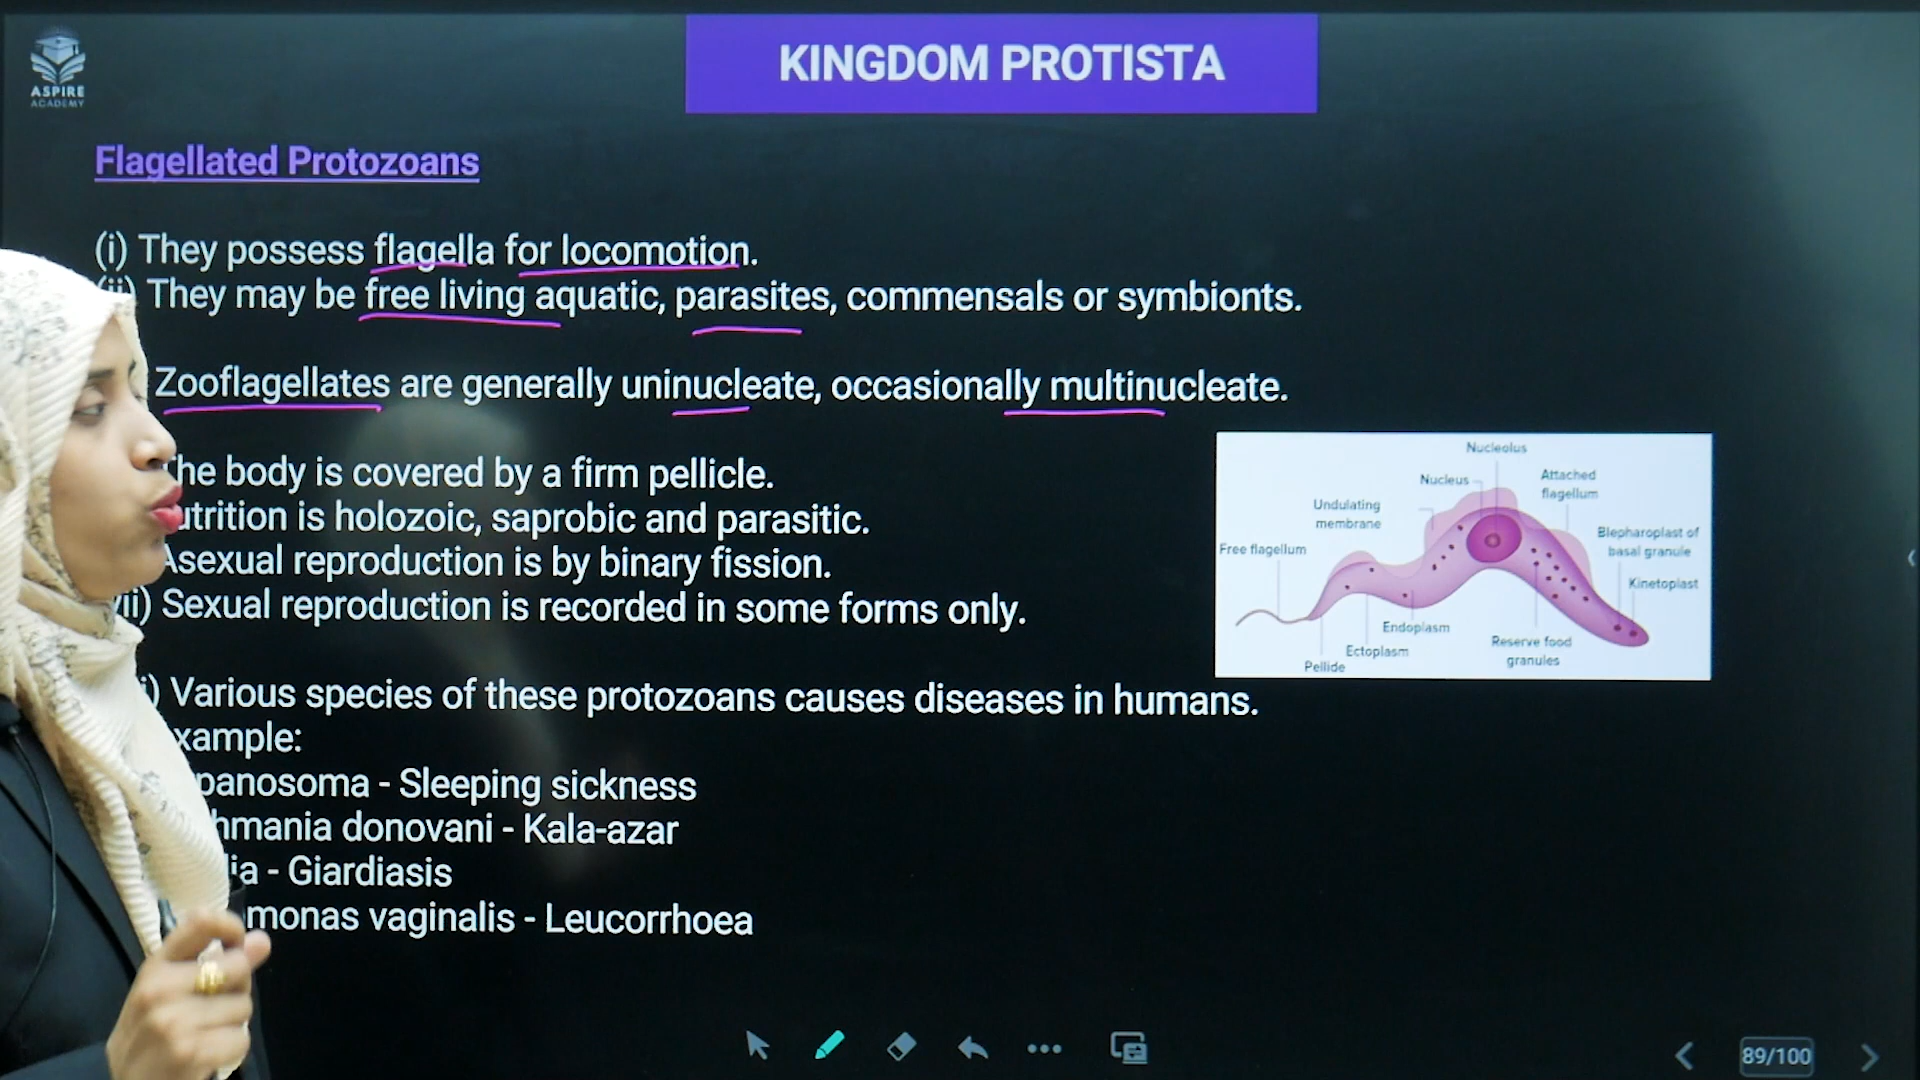 ASPIRE
ACADEMY
KINGDOM PROTISTA
Flagellated Protozoans
(i) They possess flagella for locomotion.
(ii) They may be free living aquatic, parasites, commensals or symbionts.
Zooflagellates are generally uninucleate, occasionally multinucleate.
The body is covered by a firm pellicle.
utrition is holozoic, saprobic and parasitic.
Asexual reproduction is by binary fission.
ii) Sexual reproduction is recorded in some forms only.
i) Various species of these protozoans causes diseases in humans.
xample:
panosoma - Sleeping sickness
hmania donovani - Kala-azar
ia - Giardiasis
monas vaginalis - Leucorrhoea
Nucleolus
Nucleus
Attached
flagellum
Undulating
membrane
Blepharoplast of
basal granule
Free flagellum
Kinetoplast
Endoplasm
Reserve food
granules
Ectoplasm
Pellide
89/100